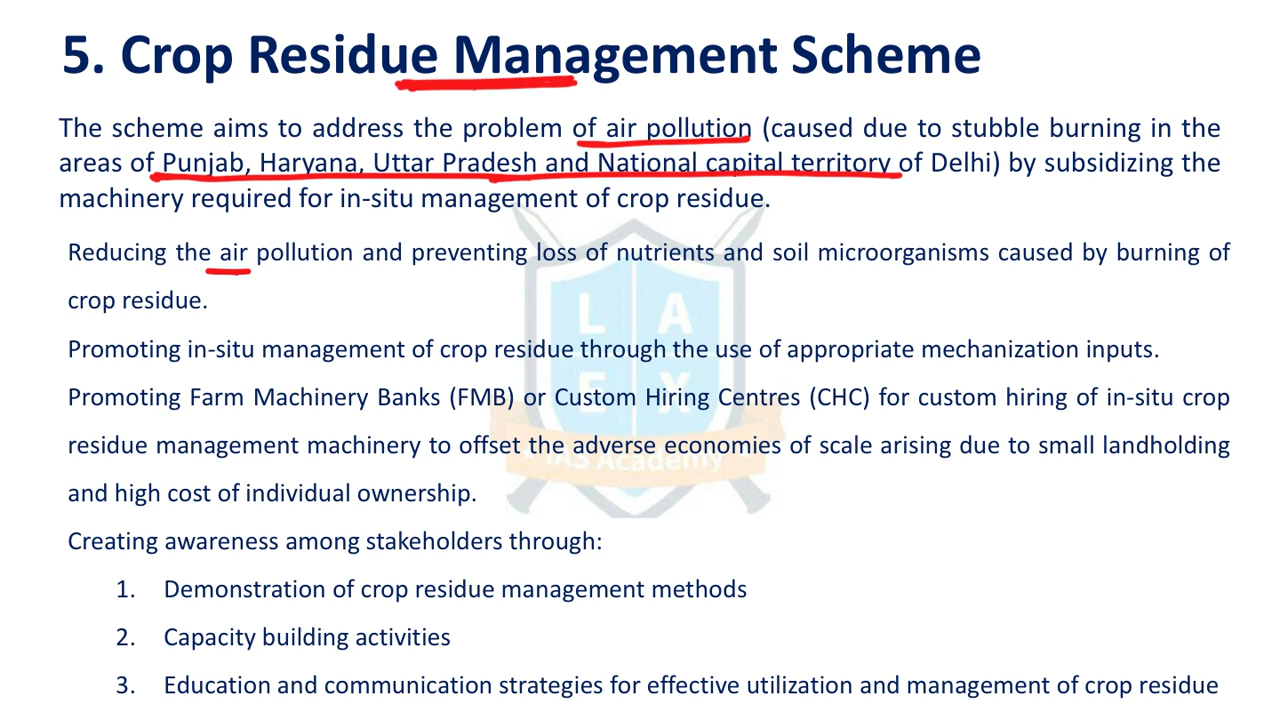 5. Crop Residue Management Scheme
The scheme aims to address the problem of air pollution (caused due to stubble burning in the
areas of Punjab, Haryana, Uttar Pradesh and National capital territory of Delhi) by subsidizing the
machinery required for in-situ management of crop residue.
Reducing the air pollution and preventing loss of nutrients and soil microorganisms caused by burning of
crop residue.
Promoting in-situ management of crop residue through the use of appropriate mechanization inputs.
Promoting Farm Machinery Banks (FMB) or Custom Hiring Centres (CHC) for custom hiring of in-situ crop
residue management machinery to offset the adverse economies of scale arising due to small landholding
and high cost of individual ownership.
Creating awareness among stakeholders through:
1. Demonstration of crop residue management methods
2. Capacity building activities
3. Education and communication strategies for effective utilization and management of crop residue
L A
E X
IAS Academy